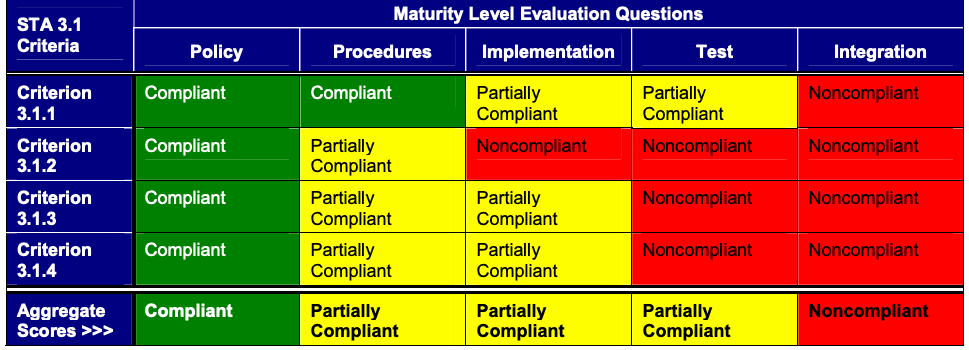 Maturity Level Evaluation Questions
STA 3.1
Criteria
Policy Procedures Implementation Test Integration
Criterion
3.1.1
Compliant
Compliant
Partially
Compliant
Partially
Compliant
Noncompliant
Criterion
3.1.2
Compliant
Partially
Compliant
Noncompliant
Noncompliant
Noncompliant
Criterion
3.1.3
Compliant
Partially
Compliant
Partially
Compliant
Noncompliant
Noncompliant
Criterion
3.1.4
Compliant
Partially
Compliant
Partially
Compliant
Noncompliant
Noncompliant
Aggregate
Scores >>>
Compliant
Partially
Compliant
Partially
Compliant
Partially
Compliant
Noncompliant